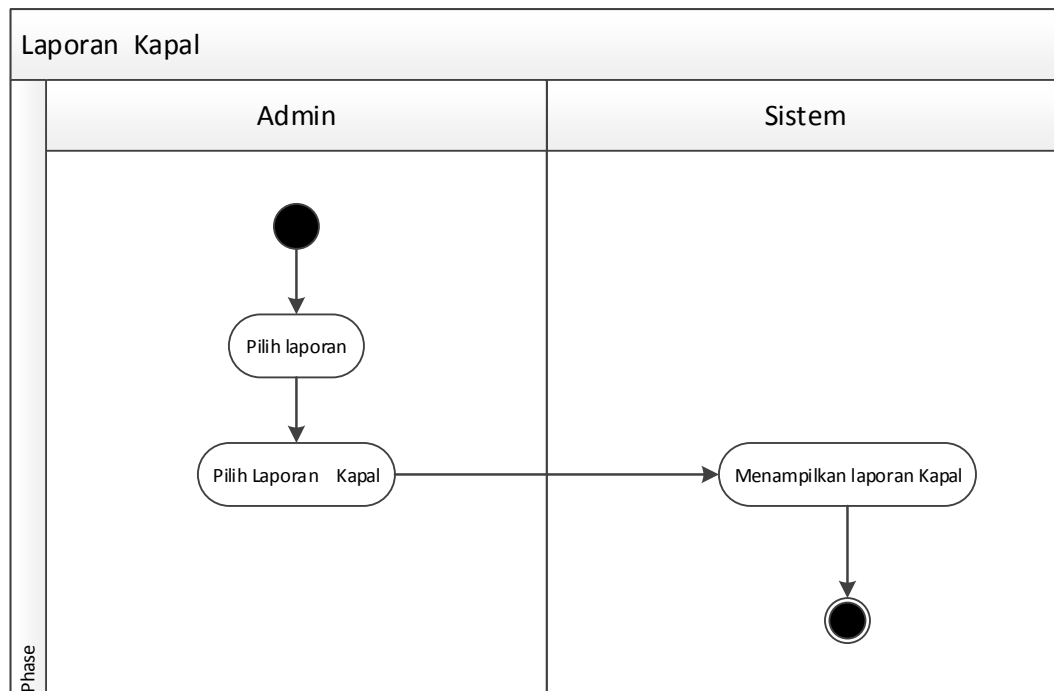 Laporan Kapal
Admin
Sistem
Pilih laporan
Pilih Laporan Kapal
Menampilkan laporan Kapal
Phase